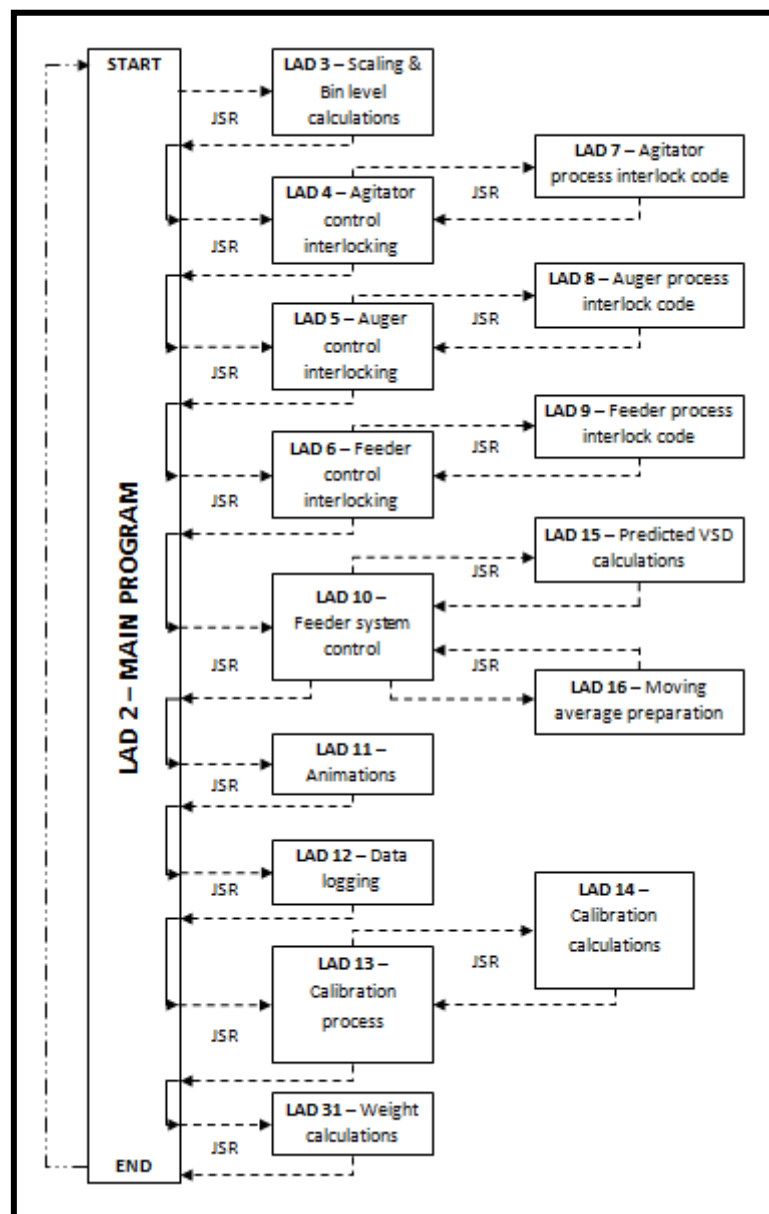 START
LAD 3 – Scaling &
Bin level
calculations
JSR
LAD 7 – Agitator
process interlock code
LAD 4 – Agitator
control
interlocking
JSR
JSR
LAD 8 – Auger process
interlock code
LAD 5 – Auger
control
interlocking
JSR
JSR
LAD 9 – Feeder process
interlock code
LAD 6 – Feeder
control
interlocking
JSR
JSR
LAD 15 – Predicted VSD
calculations
LAD 10 –
Feeder system
control
JSR
JSR
JSR
LAD 16 – Moving
average preparation
LAD 2 – MAIN PROGRAM
LAD 11 –
Animations
JSR
LAD 12 – Data
logging
JSR
LAD 14 –
Calibration
calculations
LAD 13 –
Calibration
process
JSR
JSR
LAD 31 – Weight
calculations
JSR
END